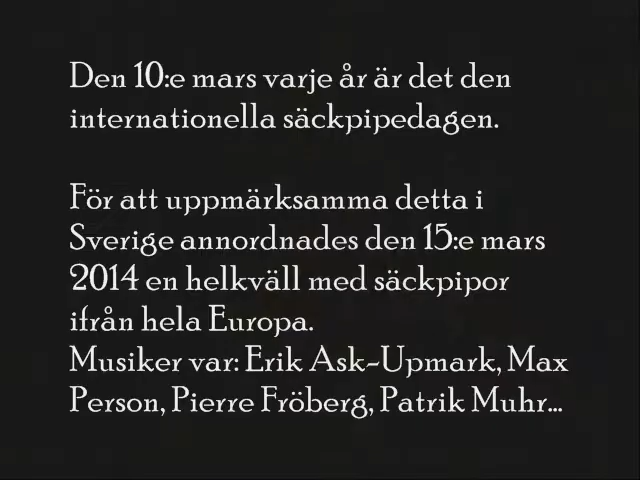 Den 10:e mars varje år är det den
internationella säckpipedagen.
För att uppmärksamma detta i
Sverige annordnades den 15:e mars
2014 en helkväll med säckpipor
ifrån hela Europa.
Musiker var: Erik Ask-Upmark, Max
Person, Pierre Fröberg, Patrik Muhr...